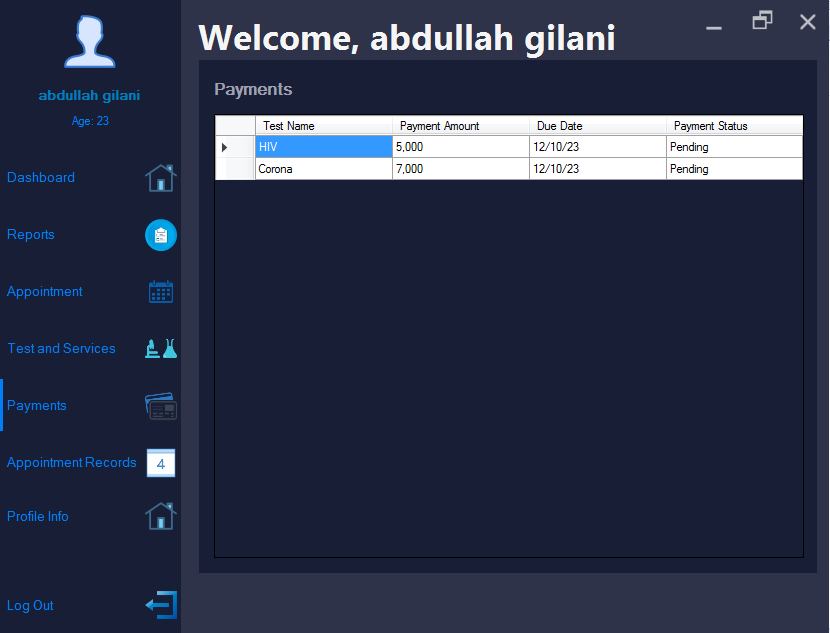 Welcome, abdullah gilani
abdullah gilani
Age: 23
Dashboard
Reports
Appointment
Test and Services
Payments
Appointment Records
4
Profile Info
Log Out
Payments
Test Name Payment Amount Due Date Payment Status
HIV 5,000 12/10/23 Pending
Corona 7,000 12/10/23 Pending